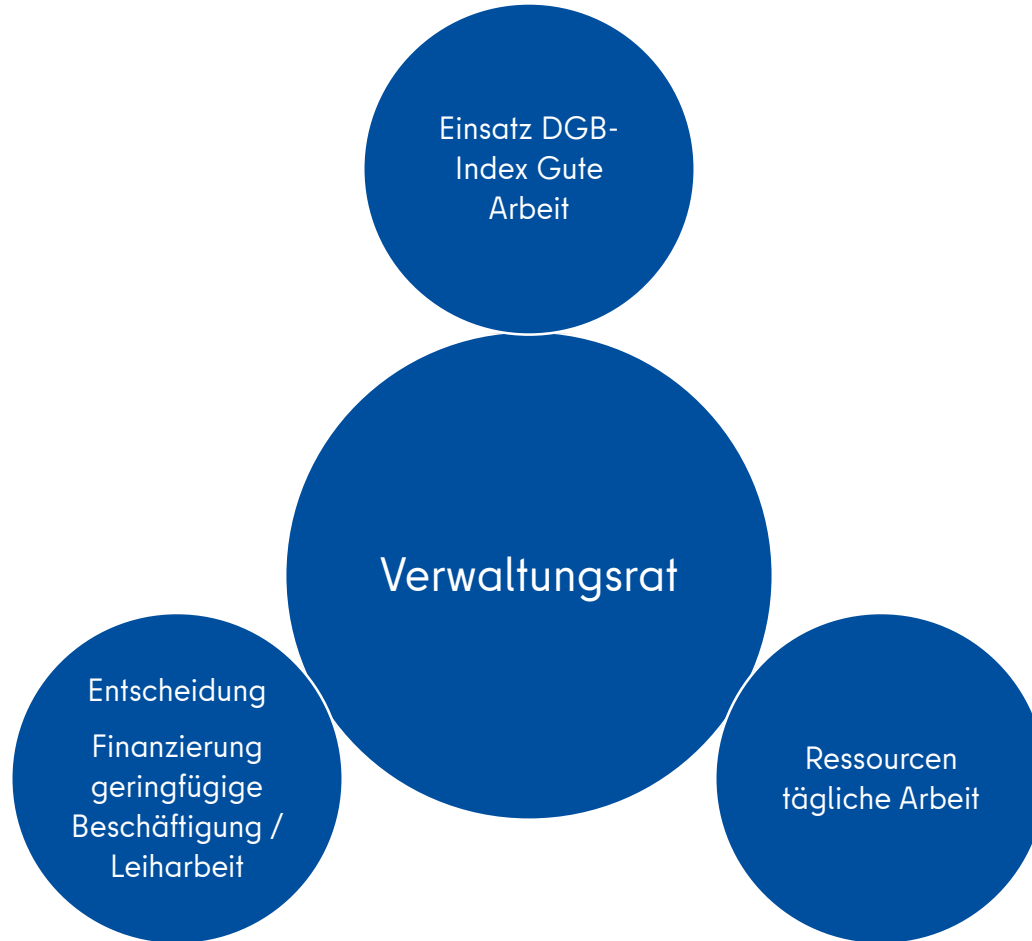 Einsatz DGB-
Index Gute
Arbeit
Verwaltungsrat
Entscheidung
Finanzierung
geringfügige
Beschäftigung /
Leiharbeit
Ressourcen
tägliche Arbeit